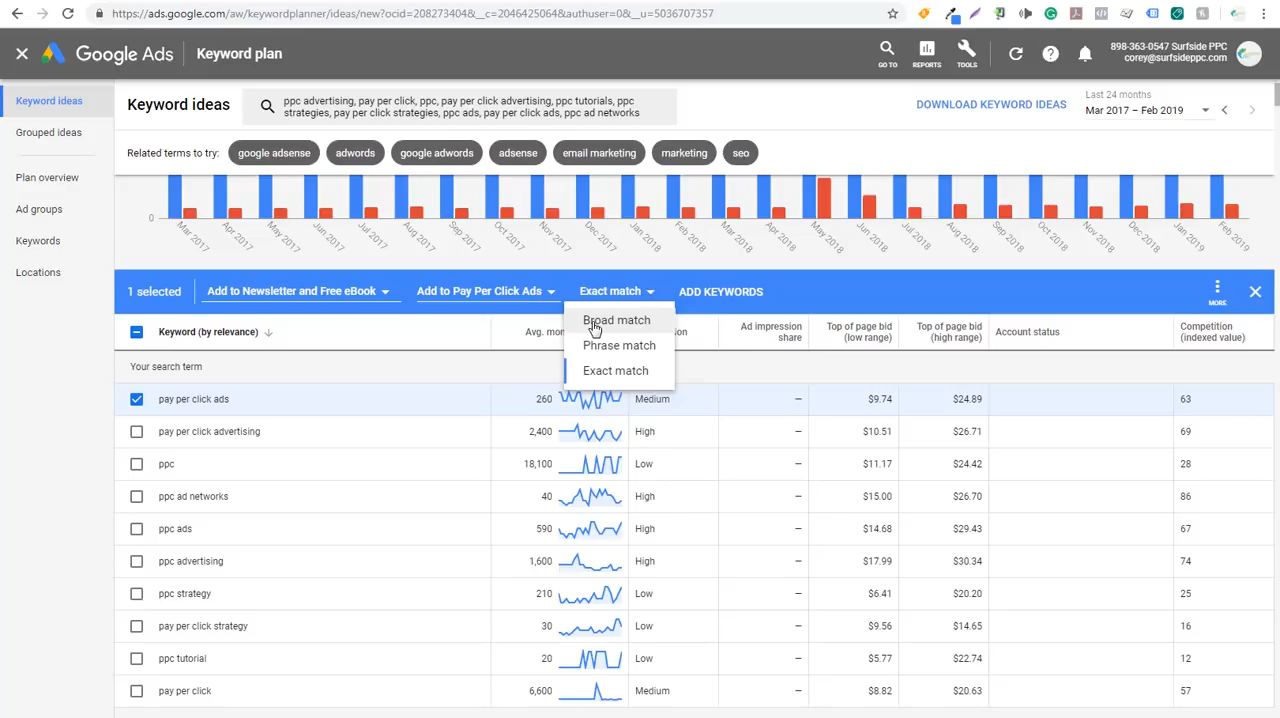 https://ads.google.com/aw/keywordplanner/ideas/new?ocid=208273404&__c=2046425064&authuser=0&__u=5036707357
Google Ads
Keyword plan
GO TO
REPORTS
TOOLS
898-363-0547 Surfside PPC
corey@surfsideppc.com
Keyword ideas
Grouped ideas
Plan overview
Ad groups
Keywords
Locations
Keyword ideas
ppc advertising, pay per click, ppc, pay per click advertising, ppc tutorials, ppc
strategies, pay per click strategies, ppc ads, pay per click ads, ppc ad networks
DOWNLOAD KEYWORD IDEAS
Last 24 months
Mar 2017 – Feb 2019
Related terms to try:
google adsense
adwords
google adwords
adsense
email marketing
marketing
seo
0
Mar 2017
Apr 2017
May 2017
Jun 2017
Jul 2017
Aug 2017
Sep 2017
Oct 2017
Nov 2017
Dec 2017
Jan 2018
Feb 2018
Mar 2018
Apr 2018
May 2018
Jun 2018
Jul 2018
Aug 2018
Sep 2018
Oct 2018
Nov 2018
Dec 2018
Jan 2019
Feb 2019
1 selected
Add to Newsletter and Free eBook
Add to Pay Per Click Ads
Exact match
ADD KEYWORDS
MORE
Broad match
Phrase match
Exact match
Keyword (by relevance)
Avg. mo
Ad impression
share
Top of page bid
(low range)
Top of page bid
(high range)
Account status
Competition
(indexed value)
Your search term
pay per click ads 260 Medium – $9.74 $24.89 63
pay per click advertising 2,400 High – $10.51 $26.71 69
ppc 18,100 Low – $11.17 $24.42 28
ppc ad networks 40 High – $15.00 $26.70 86
ppc ads 590 High – $14.68 $29.43 67
ppc advertising 1,600 High – $17.99 $30.34 74
ppc strategy 210 Low – $6.41 $20.20 25
pay per click strategy 30 Low – $9.56 $14.65 16
ppc tutorial 20 Low – $5.77 $22.74 12
pay per click 6,600 Medium – $8.82 $20.63 57